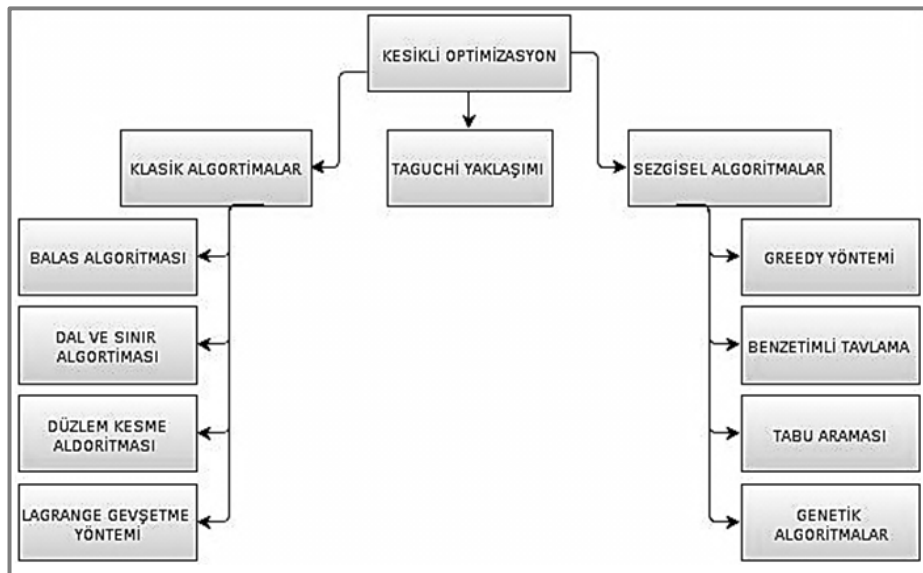 KESİKLİ OPTİMİZASYON
KLASİK ALGORTİMALAR
TAGUCHİ YAKLAŞIMI
SEZGİSEL ALGORİTMALAR
BALAS ALGORİTMASI
DAL VE SINIR
ALGORTİMASI
DÜZLEM KESME
ALDORİTMASI
LAGRANGE GEVŞETME
YÖNTEMİ
GREEDY YÖNTEMİ
BENZETİMLİ TAVLAMA
TABU ARAMASI
GENETİK
ALGORİTMALAR